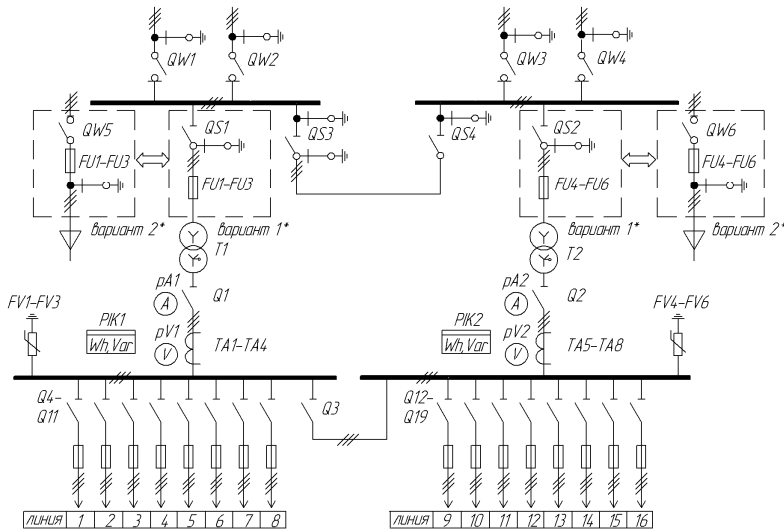 QW1
QW2
QW3
QW4
QW5
QS1
QS3
QS4
QS2
QW6
FU1-FU3
FU1-FU3
FU4-FU6
FU4-FU6
вариант 2*
вариант 1*
вариант 1*
вариант 2*
T1
T2
pA1
A
Q1
pA2
A
Q2
FV1-FV3
FV4-FV6
PIK1
Wh,Var
pV1
V
TA1-TA4
PIK2
Wh,Var
pV2
V
TA5-TA8
Q4-
Q11
Q3
Q12-
Q19
линия 1 2 3 4 5 6 7 8
линия 9 10 11 12 13 14 15 16